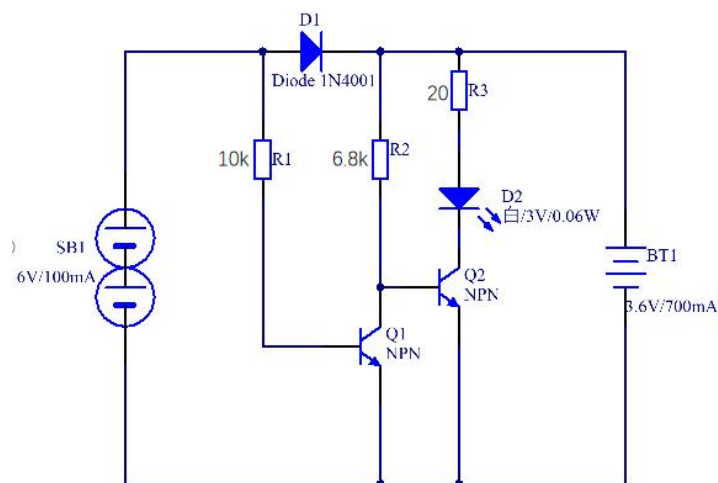 D1
Diode 1N4001
20
R3
10k
R1
6.8k
R2
D2
白/3V/0.06W
)
SB1
6V/100mA
Q2
NPN
BT1
3.6V/700mA
Q1
NPN